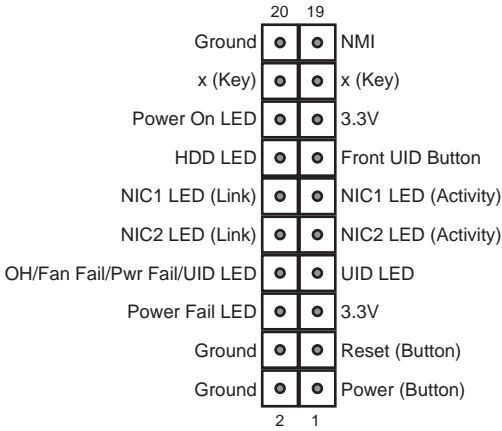 20 19
Ground NMI
x (Key) x (Key)
Power On LED 3.3V
HDD LED Front UID Button
NIC1 LED (Link) NIC1 LED (Activity)
NIC2 LED (Link) NIC2 LED (Activity)
OH/Fan Fail/Pwr Fail/UID LED UID LED
Power Fail LED 3.3V
Ground Reset (Button)
Ground Power (Button)
2 1